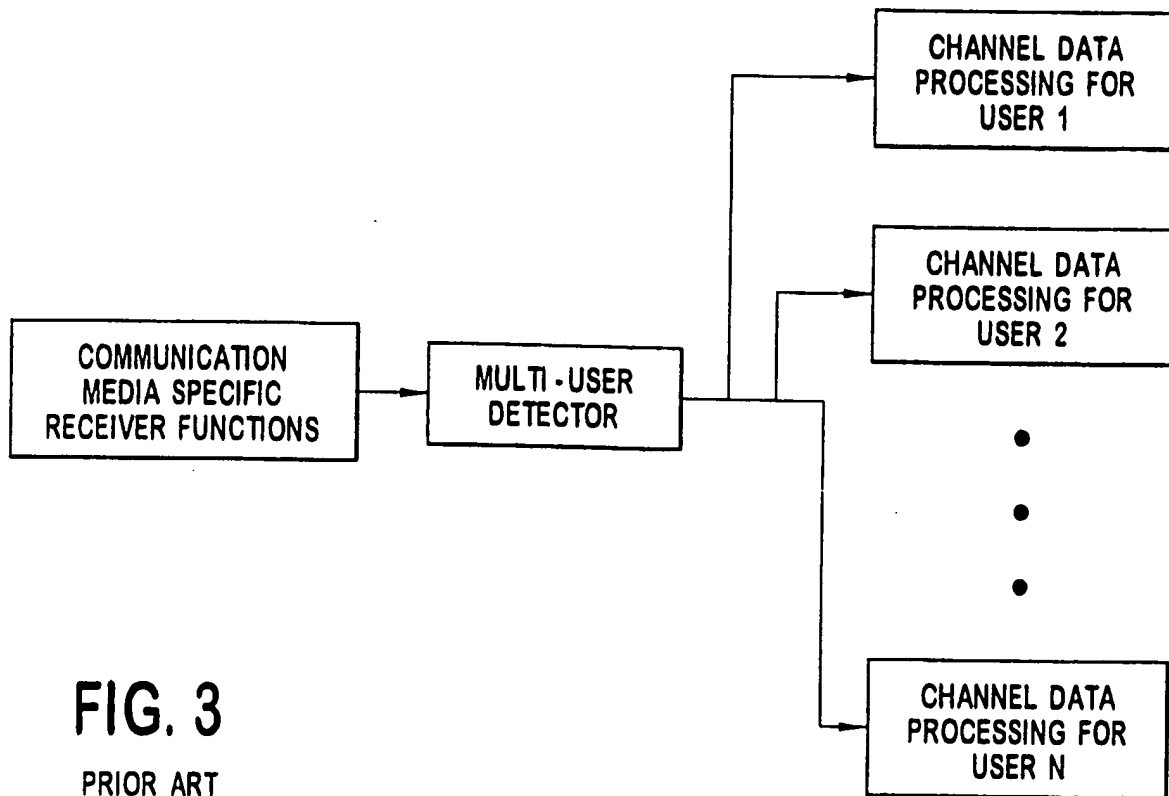 CHANNEL DATA
PROCESSING FOR
USER 1
CHANNEL DATA
PROCESSING FOR
USER 2
COMMUNICATION
MEDIA SPECIFIC
RECEIVER FUNCTIONS
MULTI-USER
DETECTOR
CHANNEL DATA
PROCESSING FOR
USER N
FIG. 3
PRIOR ART